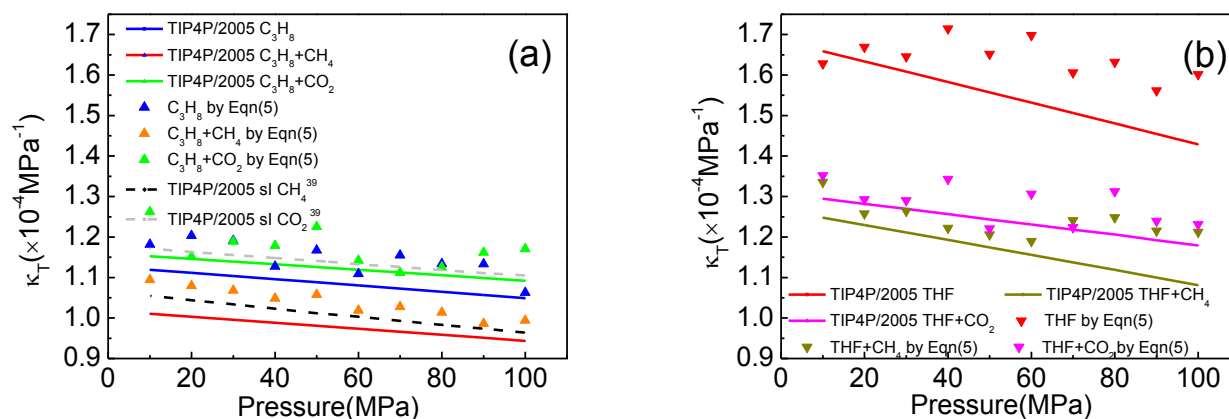 (a)
κT(×10-4MPa-1)
1.7
1.6
1.5
1.4
1.3
1.2
1.1
1.0
0.9
TIP4P/2005 C3H8
TIP4P/2005 C3H8+CH4
TIP4P/2005 C3H8+CO2
C3H8 by Eqn(5)
C3H8+CH4 by Eqn(5)
C3H8+CO2 by Eqn(5)
TIP4P/2005 sI CH4 39
TIP4P/2005 sI CO2 39
0 20 40 60 80 100
Pressure(MPa)
(b)
κT(×10-4MPa-1)
1.7
1.6
1.5
1.4
1.3
1.2
1.1
1.0
0.9
TIP4P/2005 THF TIP4P/2005 THF+CH4
TIP4P/2005 THF+CO2 THF by Eqn(5)
THF+CH4 by Eqn(5) THF+CO2 by Eqn(5)
0 20 40 60 80 100
Pressure(MPa)